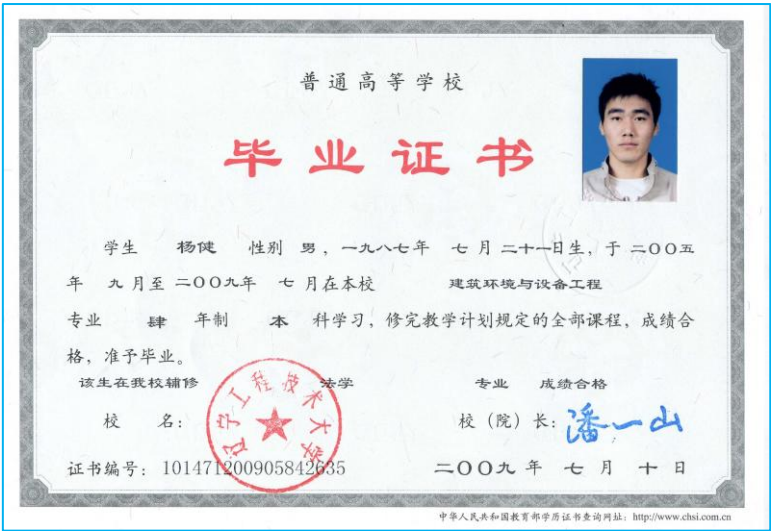 普通高等学校
毕业证书
学生 杨健 性别 男，一九八七年 七月二十一日生，于二〇〇五
年 九月至二〇〇九年 七月在本校 建筑环境与设备工程
专业 肆 年制 本 科学习，修完教学计划规定的全部课程，成绩合
格，准予毕业。
该生在我校辅修 法学 专业 成绩合格
校 名：
辽宁工程技术大学
校（院）长：潘一山
证书编号：101471200905842635
二〇〇九年 七月 十日
中华人民共和国教育部学历证书查询网址：http://www.chsi.com.cn